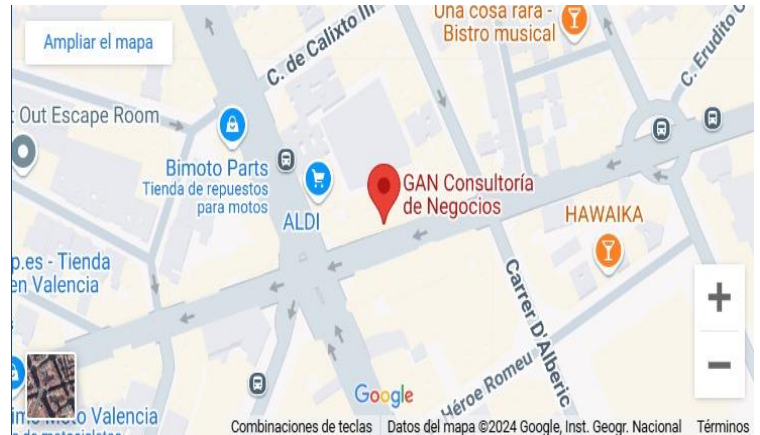 Ampliar el mapa
C. de Calixto III
Una cosa rara -
Bistro musical
C. Erudito O
Out Escape Room
Bimoto Parts
Tienda de repuestos
para motos
ALDI
GAN Consultoría
de Negocios
HAWAIKA
p.es - Tienda
en Valencia
Carrer D'Alberic
Héroe Romeu
Google
Moto Valencia
Combinaciones de teclas
Datos del mapa ©2024 Google, Inst. Geogr. Nacional
Términos